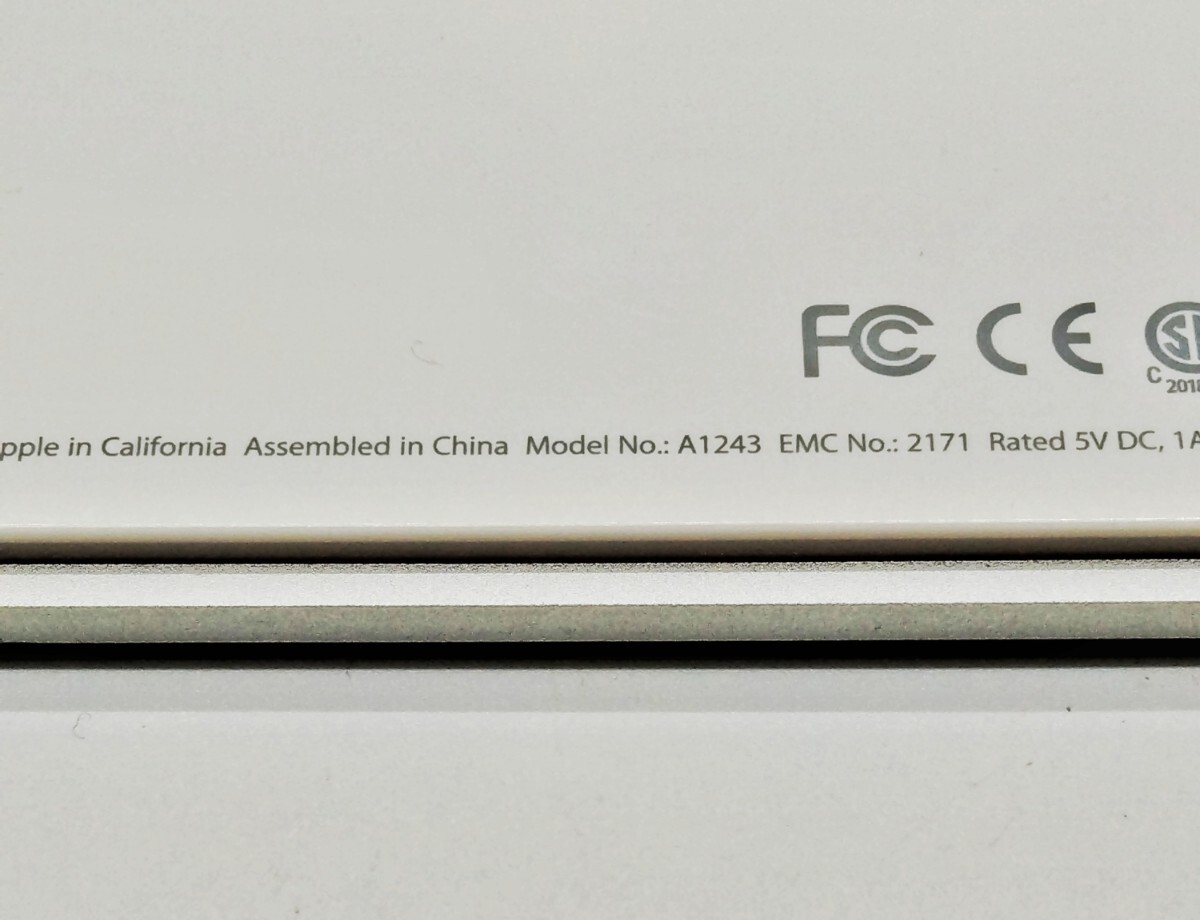 FC CE
C 2018
pple in California Assembled in China Model No.: A1243 EMC No.: 2171 Rated 5V DC, 1A